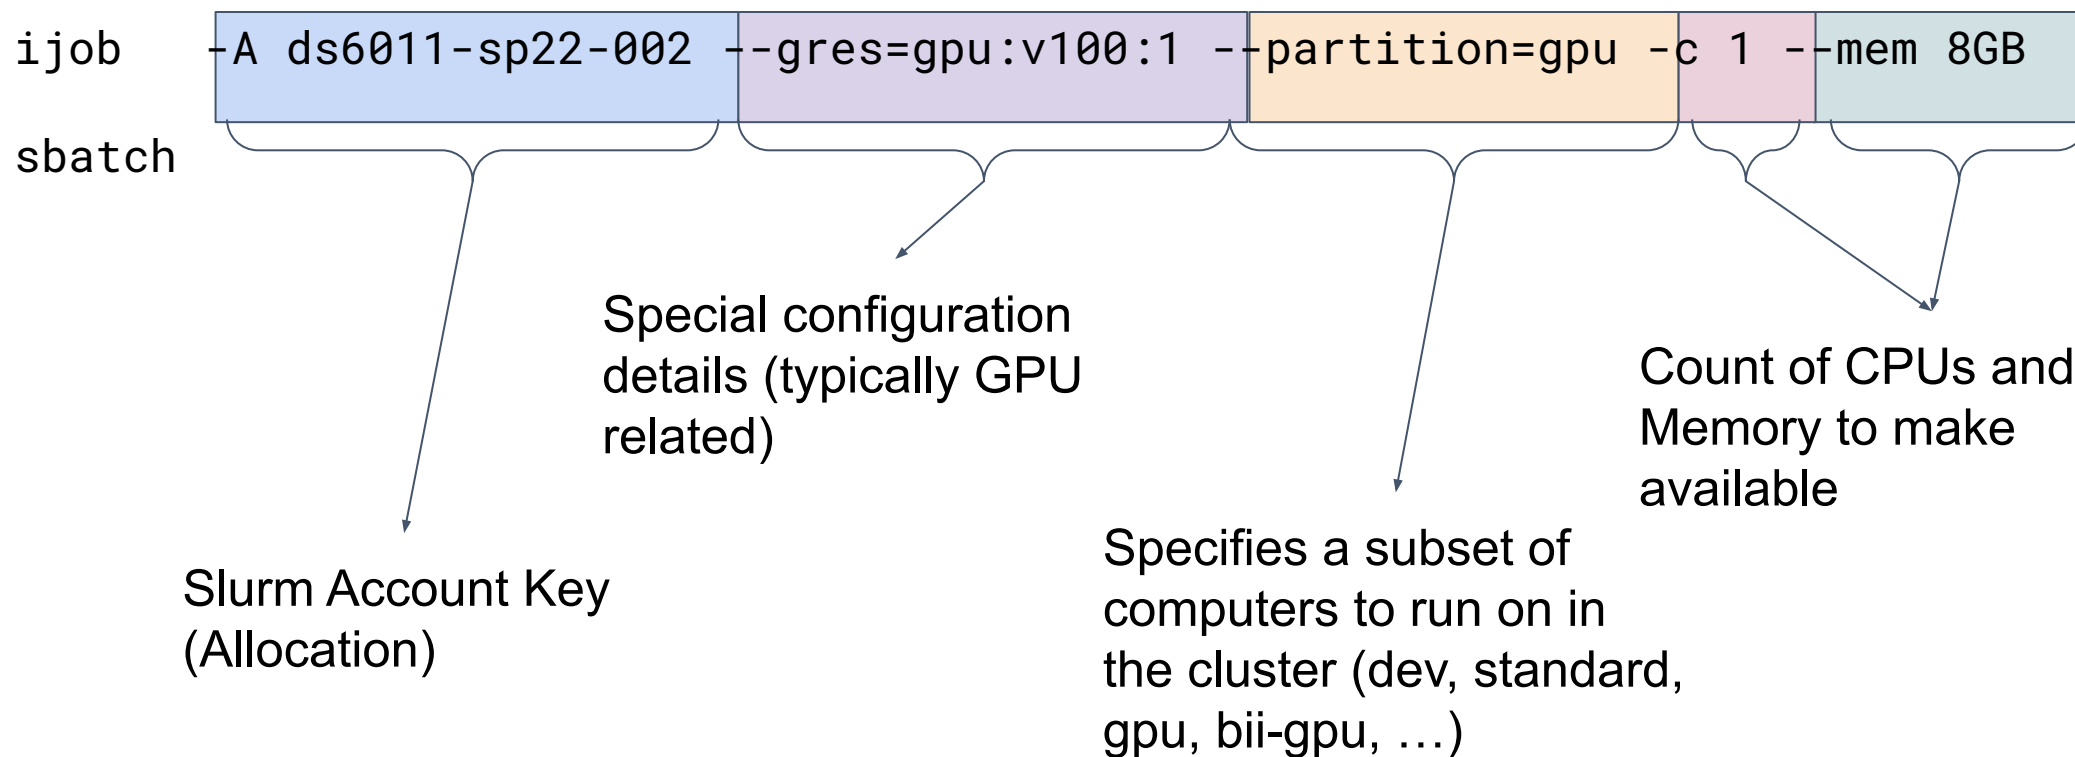 ijob -A ds6011-sp22-002 --gres=gpu:v100:1 --partition=gpu -c 1 --mem 8GB
sbatch
Special configuration
details (typically GPU
related)
Count of CPUs and
Memory to make
available
Slurm Account Key
(Allocation)
Specifies a subset of
computers to run on in
the cluster (dev, standard,
gpu, bii-gpu, …)